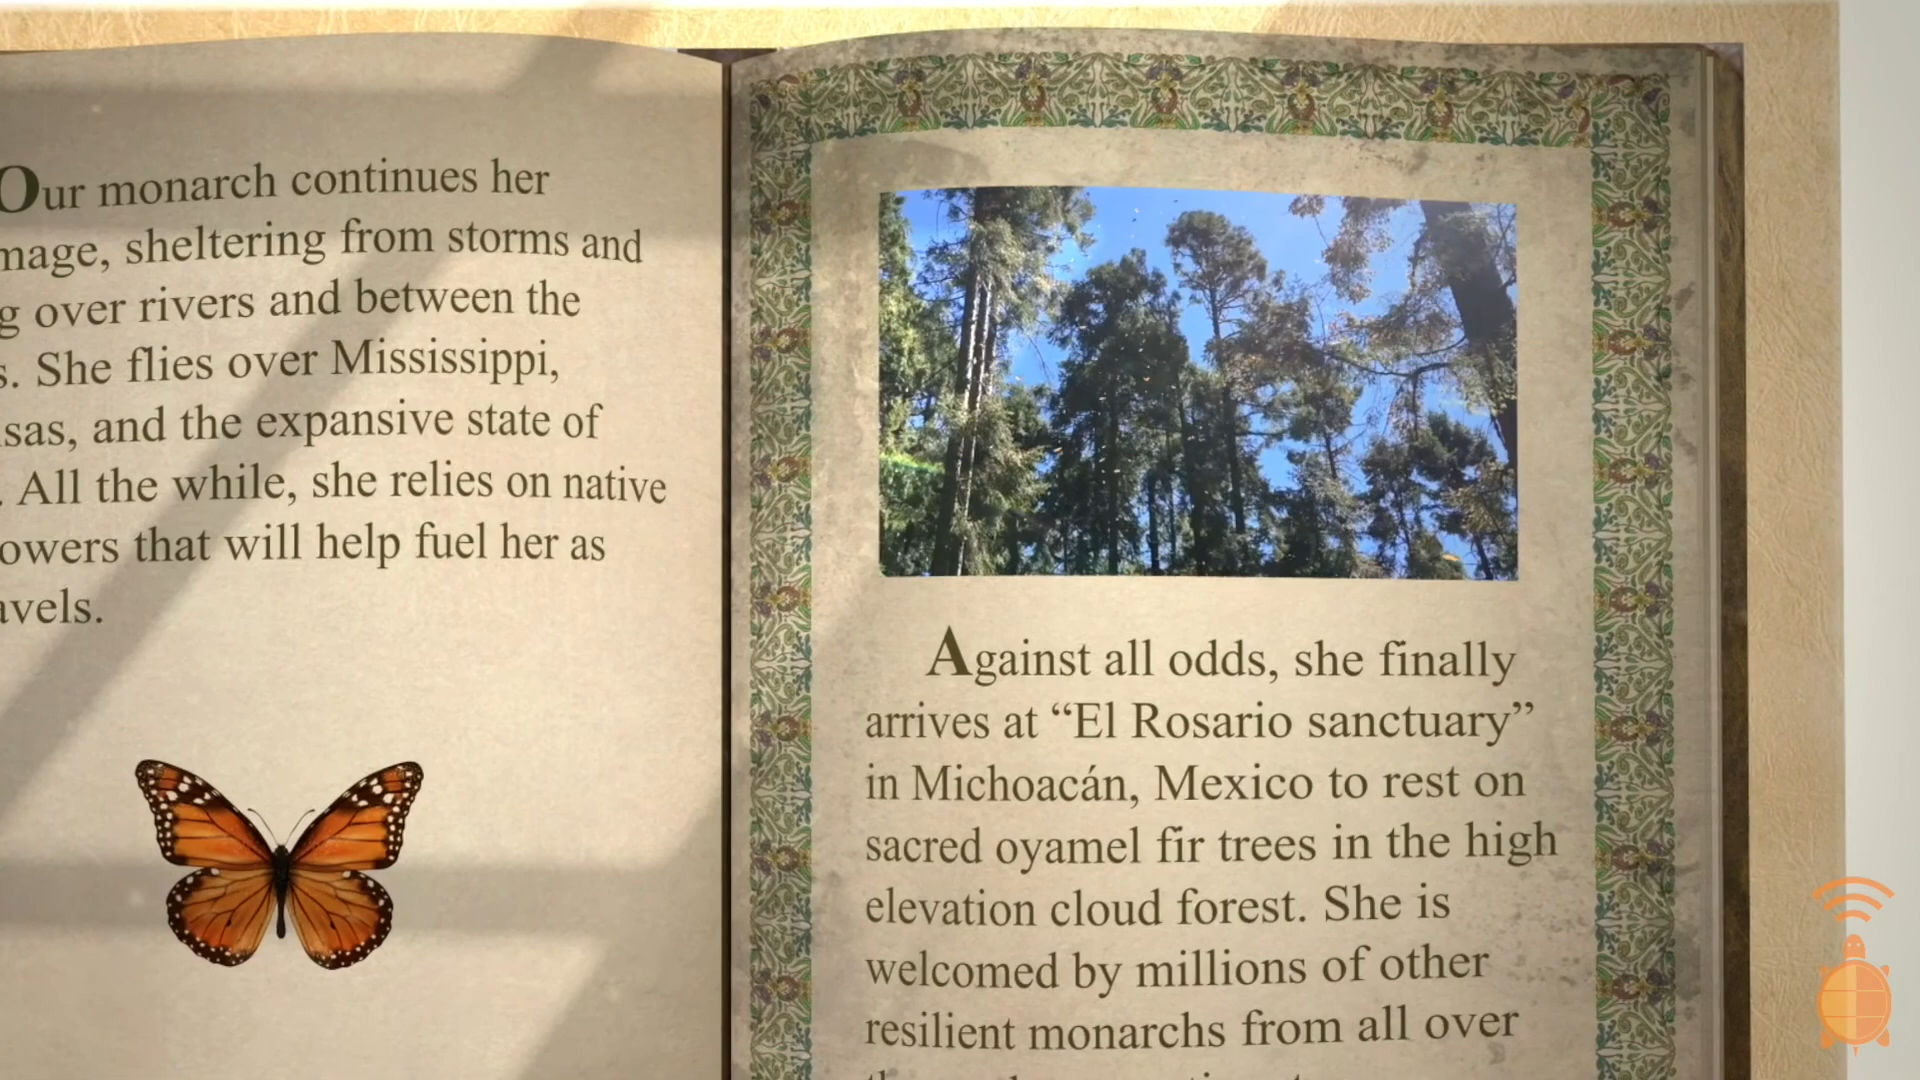 Our monarch continues her
mage, sheltering from storms and
g over rivers and between the
s. She flies over Mississippi,
sas, and the expansive state of
. All the while, she relies on native
owers that will help fuel her as
avels.
Against all odds, she finally
arrives at “El Rosario sanctuary”
in Michoacán, Mexico to rest on
sacred oyamel fir trees in the high
elevation cloud forest. She is
welcomed by millions of other
resilient monarchs from all over